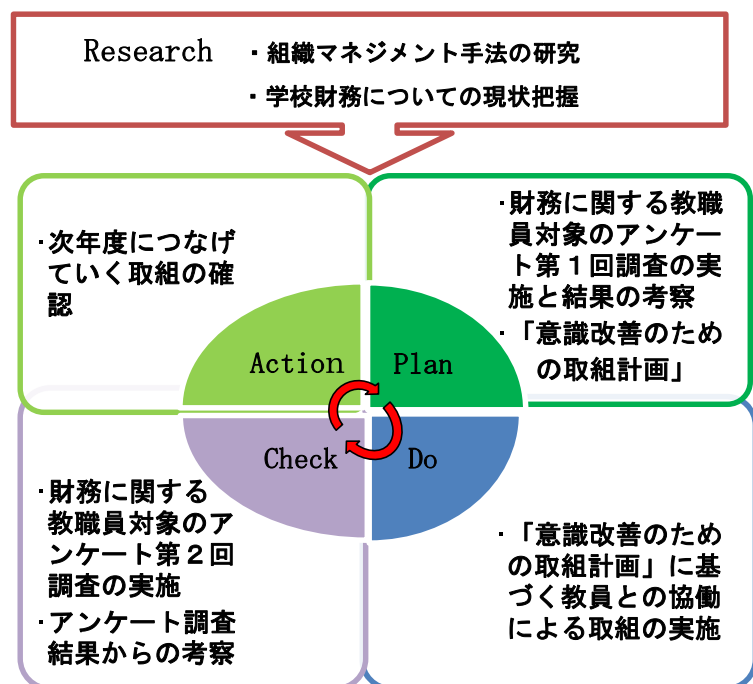 Research ・組織マネジメント手法の研究
・学校財務についての現状把握
・次年度につなげ
ていく取組の確
認
・財務に関する教職
員対象のアンケー
ト第１回調査の実
施と結果の考察
・「意識改善のため
の取組計画」
Action
Plan
Check
Do
・財務に関する
教職員対象のア
ンケート第２回
調査の実施
・アンケート調査
結果からの考察
・「意識改善のため
の取組計画」に基
づく教員との協働
による取組の実施